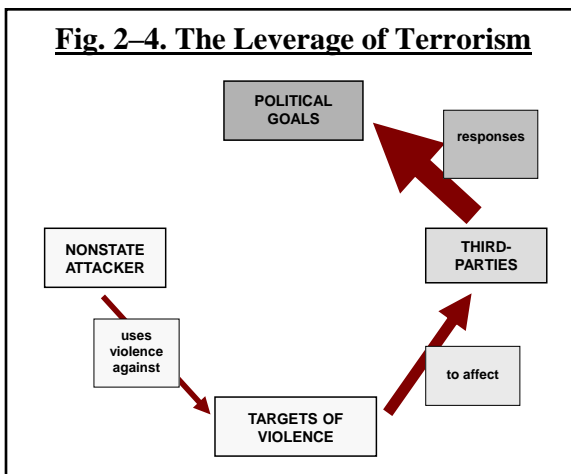 Fig. 2–4. The Leverage of Terrorism
POLITICAL
GOALS
responses
NONSTATE
ATTACKER
THIRD-
PARTIES
uses
violence
against
to affect
TARGETS OF
VIOLENCE